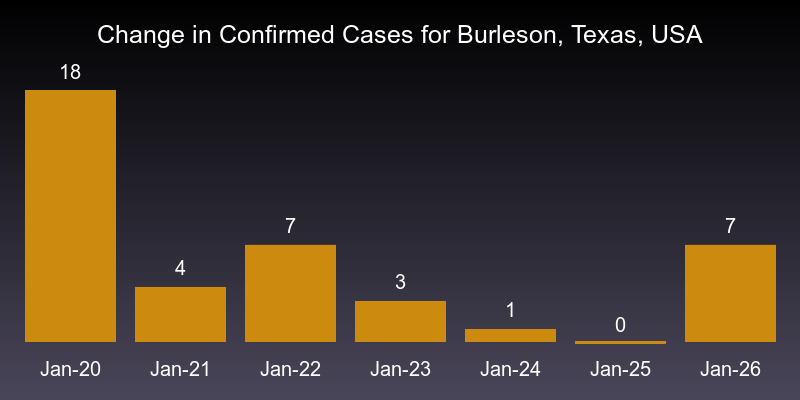 Change in Confirmed Cases for Burleson, Texas, USA
18
4
7
3
1
0
7
Jan-20
Jan-21
Jan-22
Jan-23
Jan-24
Jan-25
Jan-26